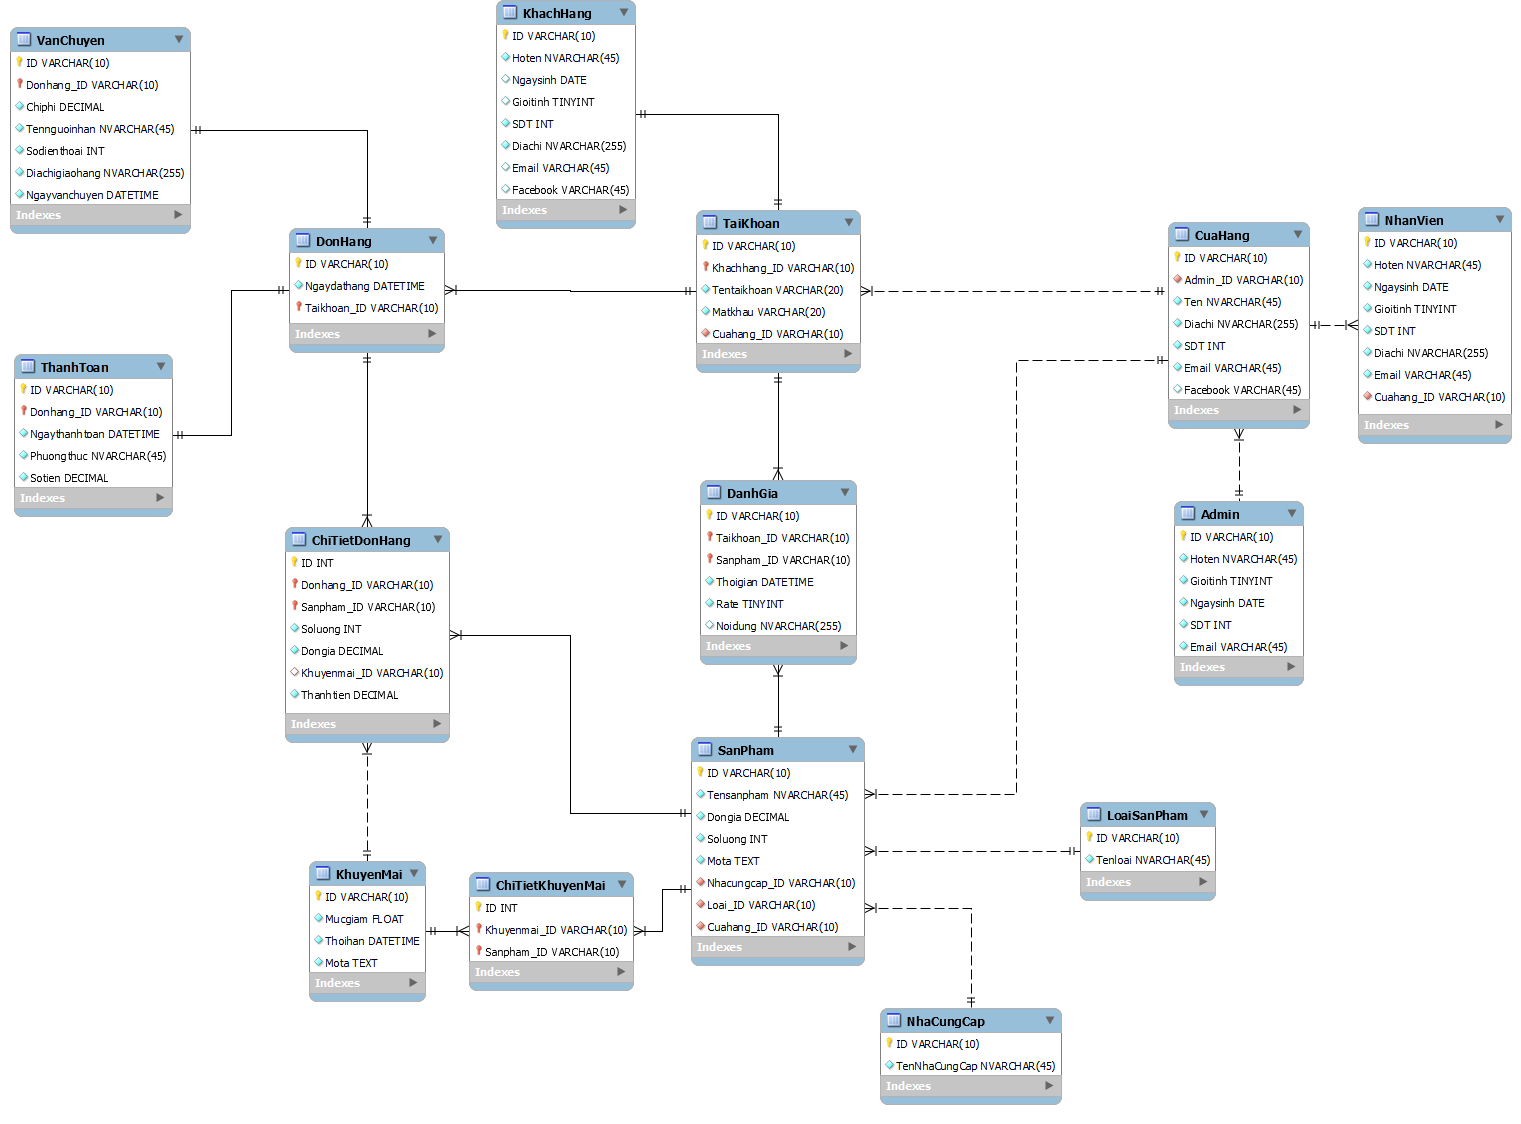 VanChuyen
ID VARCHAR(10)
Donhang_ID VARCHAR(10)
Chiphi DECIMAL
Tennguoinhan NVARCHAR(45)
Sodienthoai INT
Diachigiaohang NVARCHAR(255)
Ngayvanchuyen DATETIME
Indexes
KhachHang
ID VARCHAR(10)
Hoten NVARCHAR(45)
Ngaysinh DATE
Gioitinh TINYINT
SDT INT
Diachi NVARCHAR(255)
Email VARCHAR(45)
Facebook VARCHAR(45)
Indexes
DonHang
ID VARCHAR(10)
Ngaydathang DATETIME
Taikhoan_ID VARCHAR(10)
Indexes
TaiKhoan
ID VARCHAR(10)
Khachhang_ID VARCHAR(10)
Tentaikhoan VARCHAR(20)
Matkhau VARCHAR(20)
Cuahang_ID VARCHAR(10)
Indexes
CuaHang
ID VARCHAR(10)
Admin_ID VARCHAR(10)
Ten NVARCHAR(45)
Diachi NVARCHAR(255)
SDT INT
Email VARCHAR(45)
Facebook VARCHAR(45)
Indexes
NhanVien
ID VARCHAR(10)
Hoten NVARCHAR(45)
Ngaysinh DATE
Gioitinh TINYINT
SDT INT
Diachi NVARCHAR(255)
Email VARCHAR(45)
Cuahang_ID VARCHAR(10)
Indexes
ThanhToan
ID VARCHAR(10)
Donhang_ID VARCHAR(10)
Ngaythanhtoan DATETIME
Phuongthuc NVARCHAR(45)
Sotien DECIMAL
Indexes
ChiTietDonHang
ID INT
Donhang_ID VARCHAR(10)
Sanpham_ID VARCHAR(10)
Soluong INT
Dongia DECIMAL
Khuyenmai_ID VARCHAR(10)
Thanhtien DECIMAL
Indexes
DanhGia
ID VARCHAR(10)
Taikhoan_ID VARCHAR(10)
Sanpham_ID VARCHAR(10)
Thoigian DATETIME
Rate TINYINT
Noidung NVARCHAR(255)
Indexes
Admin
ID VARCHAR(10)
Hoten NVARCHAR(45)
Gioitinh TINYINT
Ngaysinh DATE
SDT INT
Email VARCHAR(45)
Indexes
SanPham
ID VARCHAR(10)
Tensanpham NVARCHAR(45)
Dongia DECIMAL
Soluong INT
Mota TEXT
Nhacungcap_ID VARCHAR(10)
Loai_ID VARCHAR(10)
Cuahang_ID VARCHAR(10)
Indexes
LoaiSanPham
ID VARCHAR(10)
Tenloai NVARCHAR(45)
Indexes
KhuyenMai
ID VARCHAR(10)
Mucgiam FLOAT
Thoihan DATETIME
Mota TEXT
Indexes
ChiTietKhuyenMai
ID INT
Khuyenmai_ID VARCHAR(10)
Sanpham_ID VARCHAR(10)
Indexes
NhaCungCap
ID VARCHAR(10)
TenNhaCungCap NVARCHAR(45)
Indexes